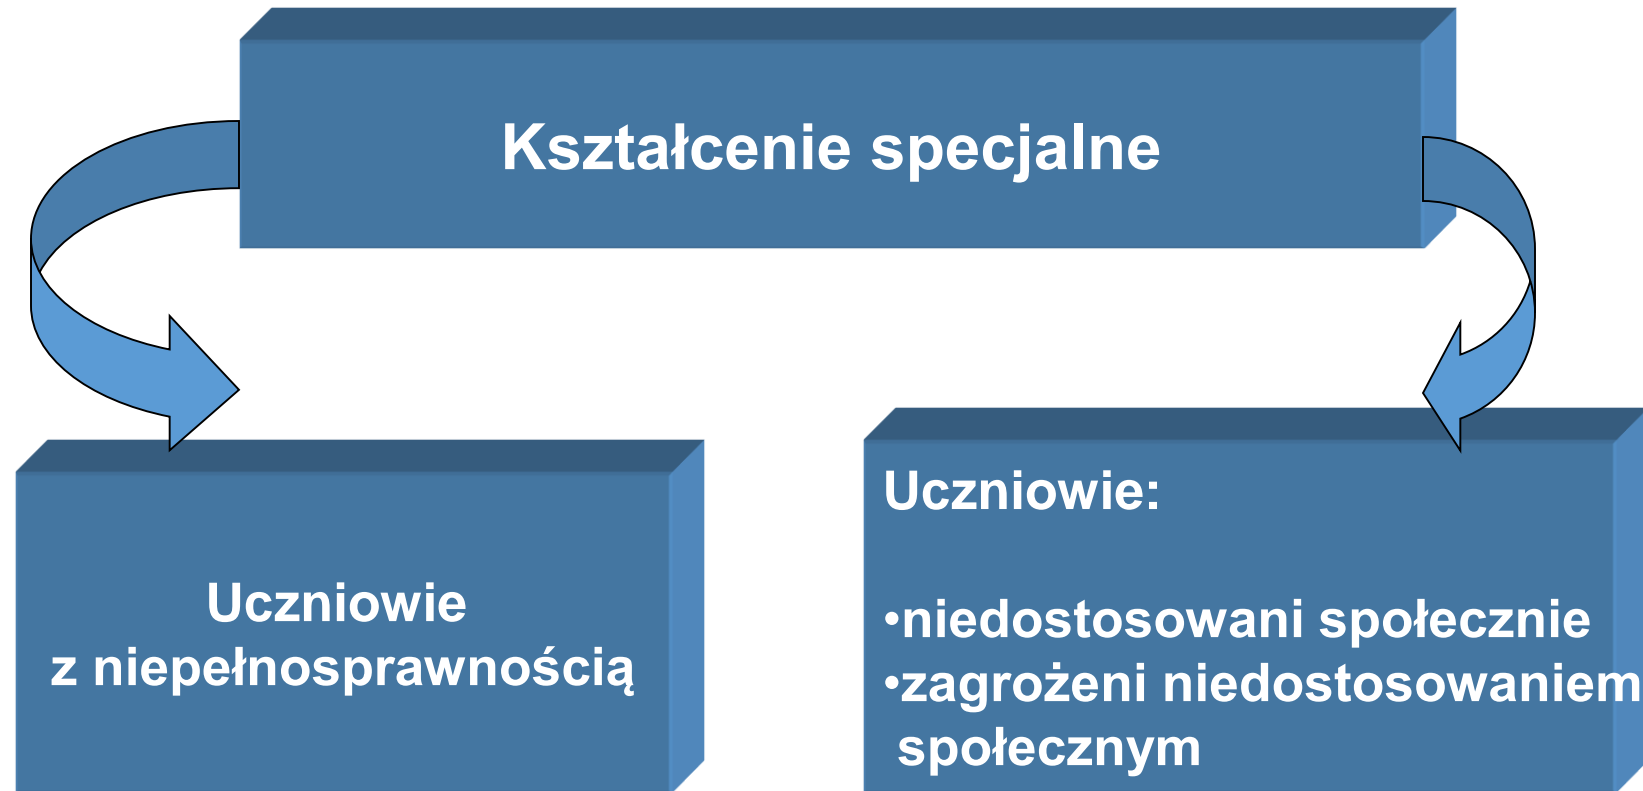 Kształcenie specjalne
Uczniowie
z niepełnosprawnością
Uczniowie:
•niedostosowani społecznie
•zagrożeni niedostosowaniem
społecznym